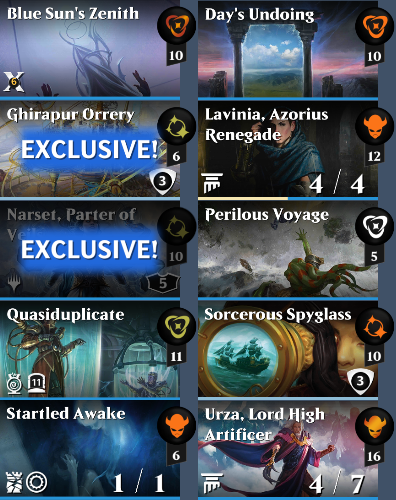 Blue Sun's Zenith
10
X
6
Day's Undoing
10
Ghirapur Orrery
EXCLUSIVE!
6
3
Lavinia, Azorius
Renegade
12
4 / 4
Narset, Parter of
EXCLUSIVE!
10
5
Perilous Voyage
5
Quasiduplicate
11
11
Sorcerous Spyglass
10
3
Startled Awake
6
1 / 1
Urza, Lord High
Artificer
16
4 / 7